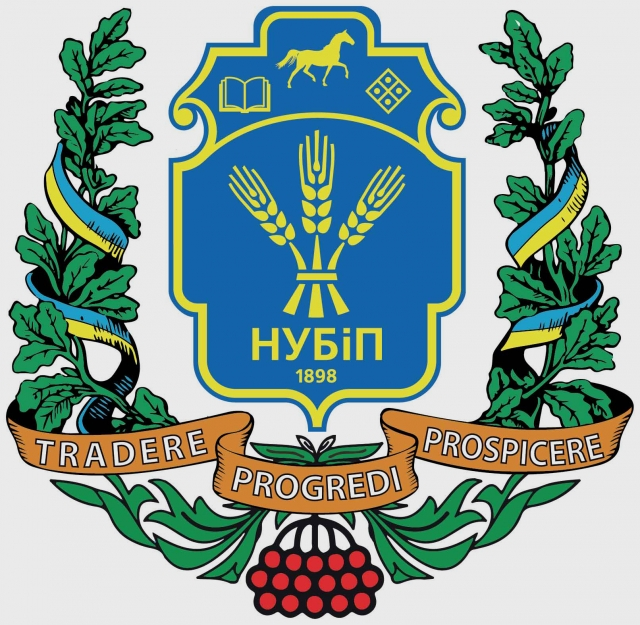 НУБіП
1898
TRADERE
PROGREDI
PROSPICERE